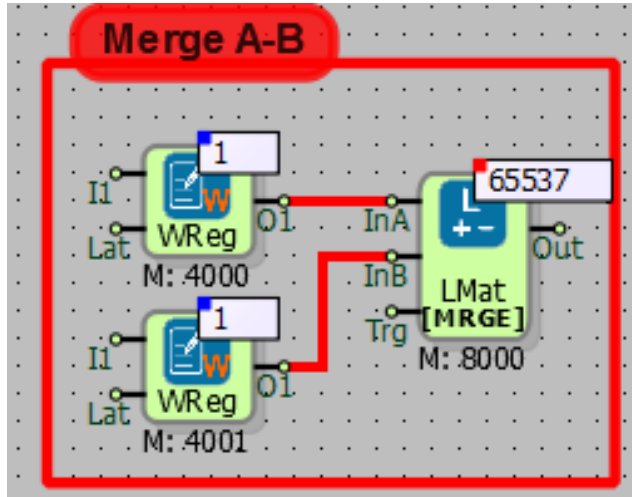 Merge A-B
1
I1
W
O1
Lat
WReg
M: 4000
1
I1
W
O1
Lat
WReg
M: 4001
65537
L
InA
+ -
Out
InB
LMat
Trg
[MRGE]
M: 8000